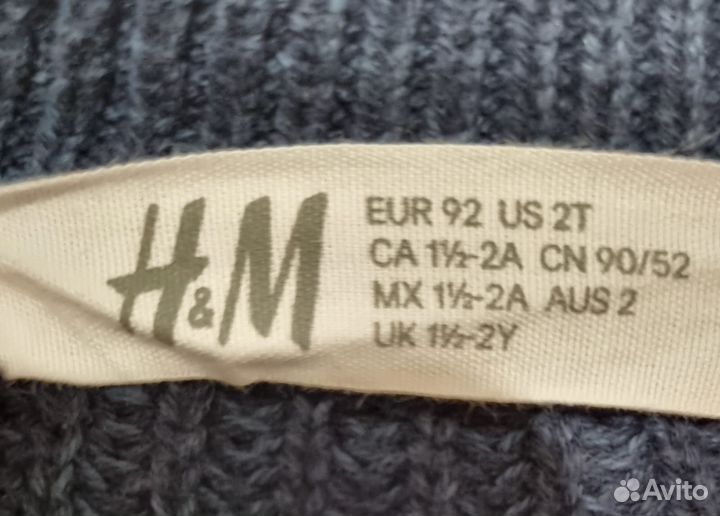 H&M
EUR 92 US 2T
CA 1½-2A CN 90/52
MX 1½-2A AUS 2
UK 1½-2Y
Avito